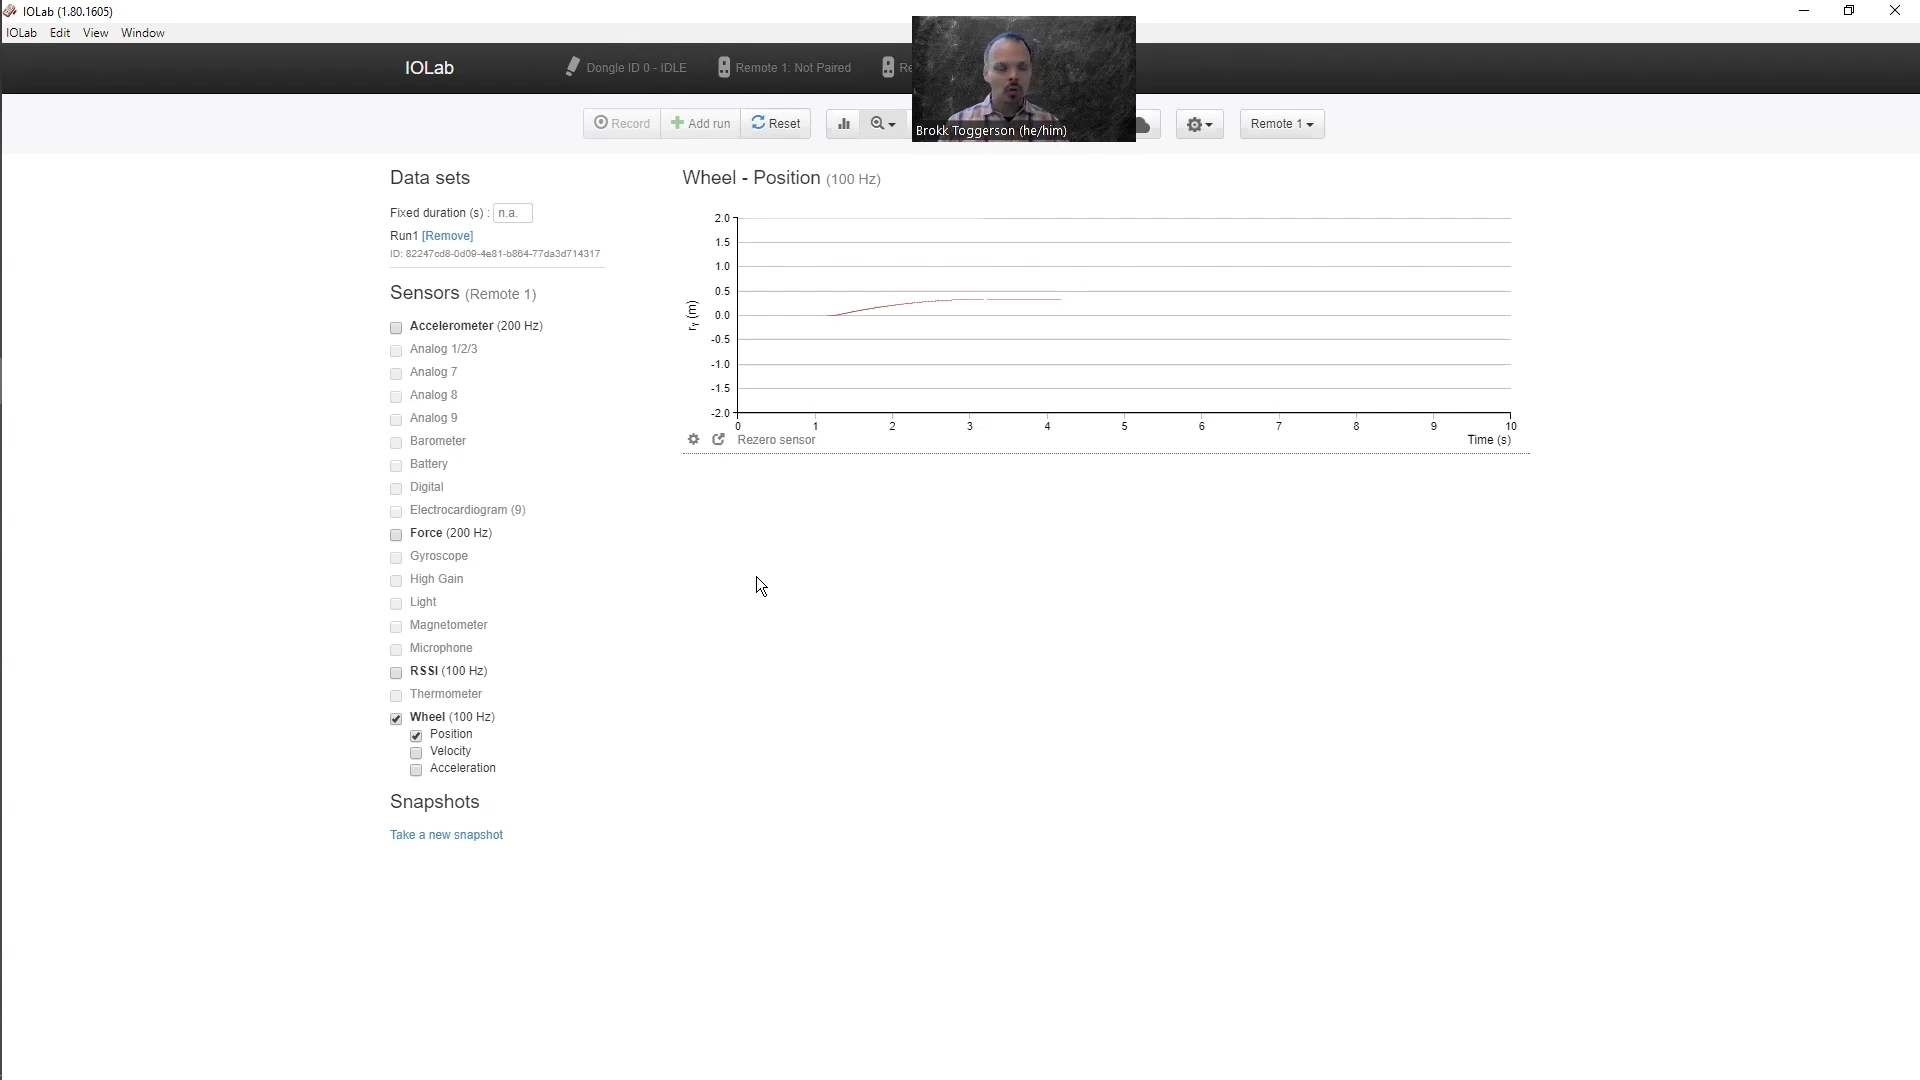 IOLab (1.80.1605)
IOLab Edit View Window
IOLab Dongle ID 0 - IDLE Remote 1: Not Paired Re
Record Add run Reset Remote 1
Brokk Toggerson (he/him)
Data sets
Fixed duration (s) : n.a.
Run1 [Remove]
ID: 82247cd8-0d09-4e81-b864-77da3d714317
Sensors (Remote 1)
Accelerometer (200 Hz)
Analog 1/2/3
Analog 7
Analog 8
Analog 9
Barometer
Battery
Digital
Electrocardiogram (9)
Force (200 Hz)
Gyroscope
High Gain
Light
Magnetometer
Microphone
RSSI (100 Hz)
Thermometer
Wheel (100 Hz)
Position
Velocity
Acceleration
Snapshots
Take a new snapshot
Wheel - Position (100 Hz)
2.0
1.5
1.0
0.5
0.0
-0.5
-1.0
-1.5
-2.0
rY (m)
0 1 2 3 4 5 6 7 8 9 10
Rezero sensor Time (s)